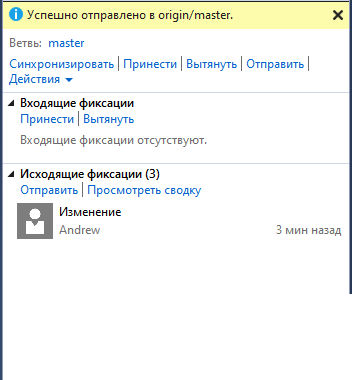 Успешно отправлено в origin/master.
Ветвь: master
Синхронизировать | Принести | Вытянуть | Отправить |
Действия
Входящие фиксации
Принести | Вытянуть
Входящие фиксации отсутствуют.
Исходящие фиксации (3)
Отправить | Просмотреть сводку
Изменение
Andrew 3 мин назад